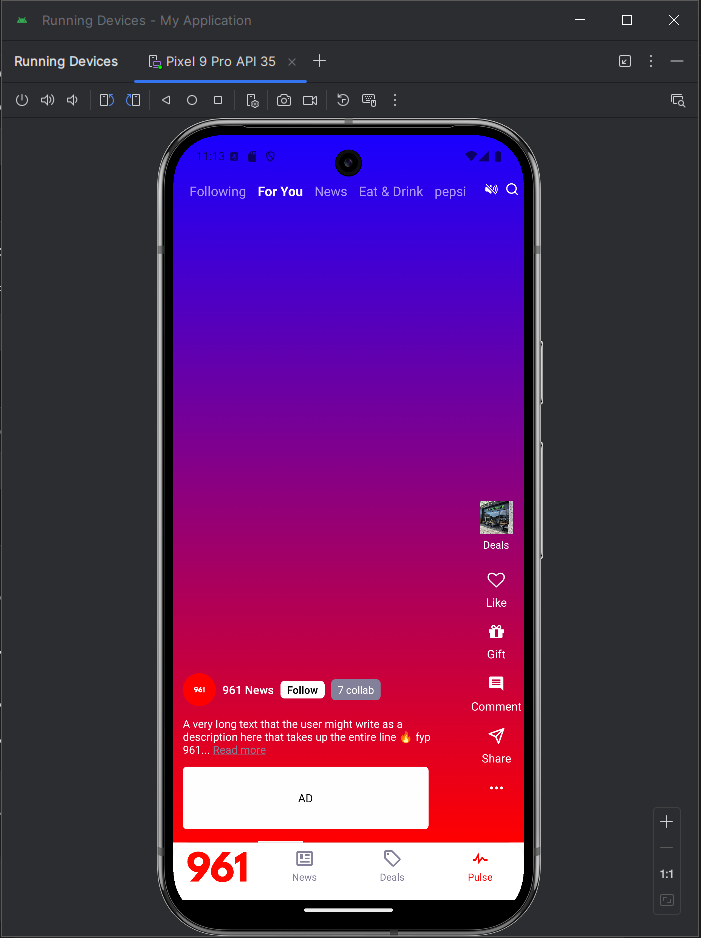 Running Devices - My Application
Running Devices
Pixel 9 Pro API 35
11:13
Following For You News Eat & Drink pepsi
Deals
Like
Gift
961 961 News Follow 7 collab
Comment
A very long text that the user might write as a
description here that takes up the entire line 🔥 fyp
961... Read more
Share
AD
961 News Deals Pulse
1:1